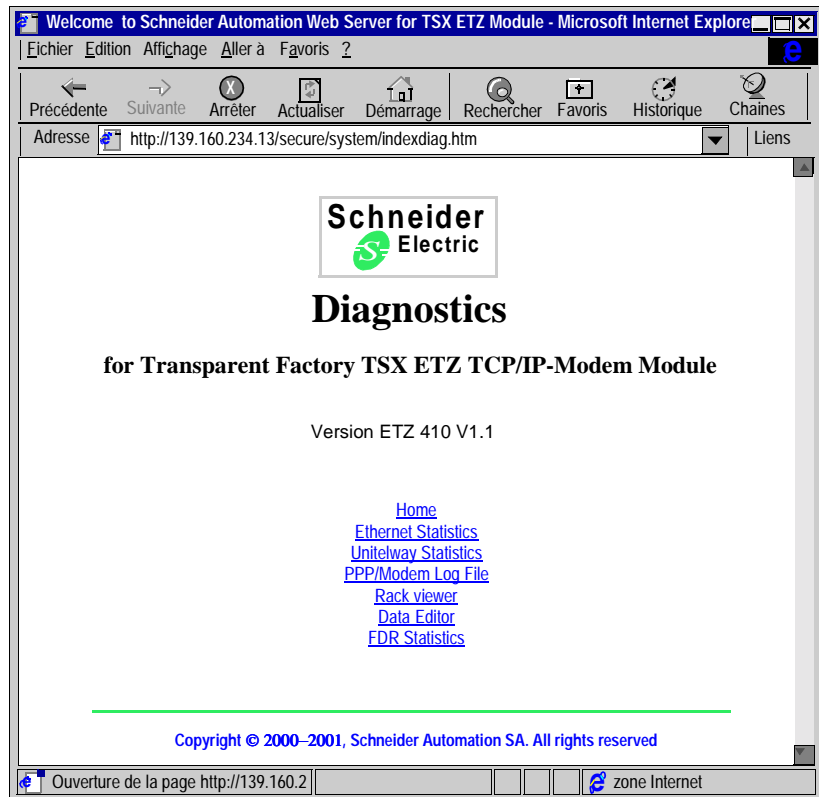 Welcome to Schneider Automation Web Server for TSX ETZ Module - Microsoft Internet Explore
Fichier Edition Affichage Aller à Favoris ?
Précédente Suivante Arrêter Actualiser Démarrage Rechercher Favoris Historique Chaines
Adresse http://139.160.234.13/secure/system/indexdiag.htm Liens
Schneider
Electric
Diagnostics
for Transparent Factory TSX ETZ TCP/IP-Modem Module
Version ETZ 410 V1.1
Home
Ethernet Statistics
Unitelway Statistics
PPP/Modem Log File
Rack viewer
Data Editor
FDR Statistics
Copyright © 2000–2001, Schneider Automation SA. All rights reserved
Ouverture de la page http://139.160.2 zone Internet